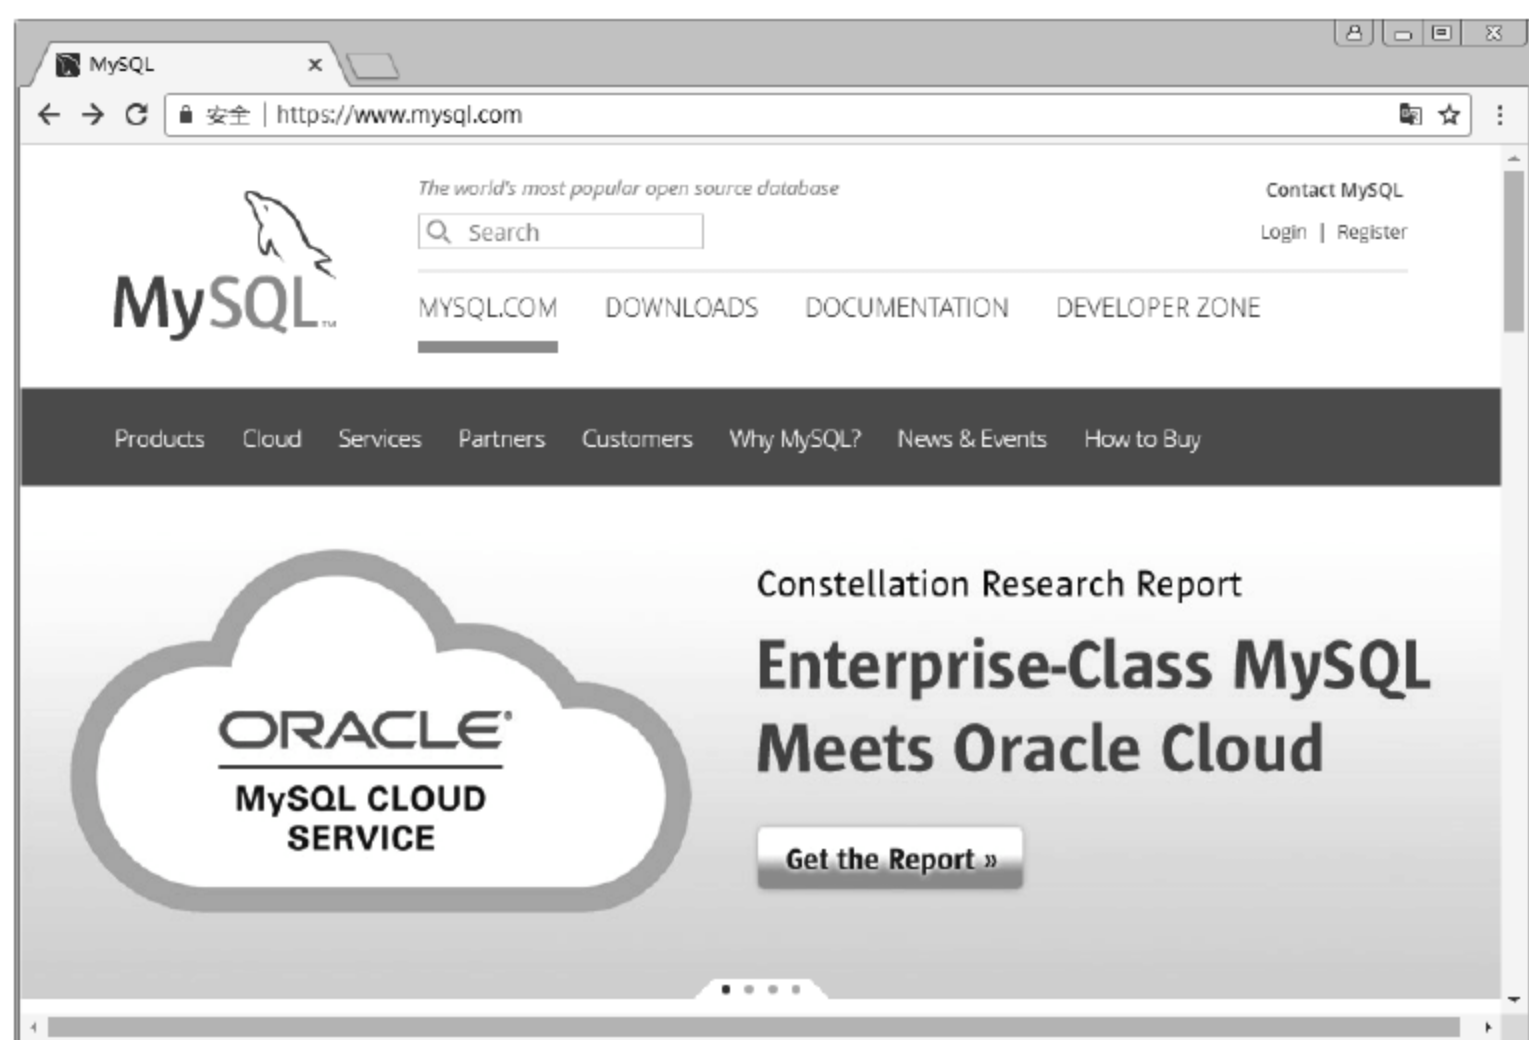 MySQL
安全 | https://www.mysql.com
The world's most popular open source database
Contact MySQL
Search
Login | Register
MySQL™
MYSQL.COM DOWNLOADS DOCUMENTATION DEVELOPER ZONE
Products Cloud Services Partners Customers Why MySQL? News & Events How to Buy
ORACLE®
MySQL CLOUD
SERVICE
Constellation Research Report
Enterprise-Class MySQL
Meets Oracle Cloud
Get the Report »